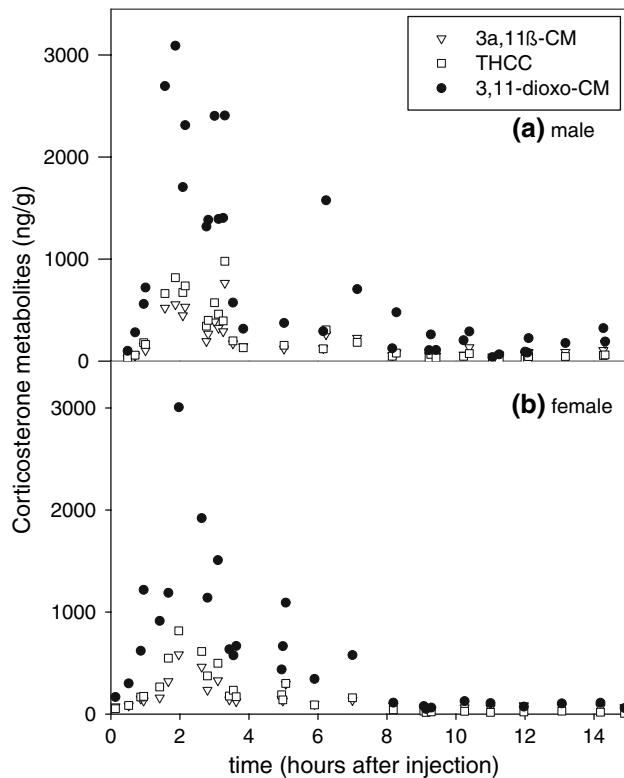 3000
2000
1000
0
3a,11ß-CM
THCC
3,11-dioxo-CM
(a) male
Corticosterone metabolites (ng/g)
3000
2000
1000
0
(b) female
0 2 4 6 8 10 12 14
time (hours after injection)